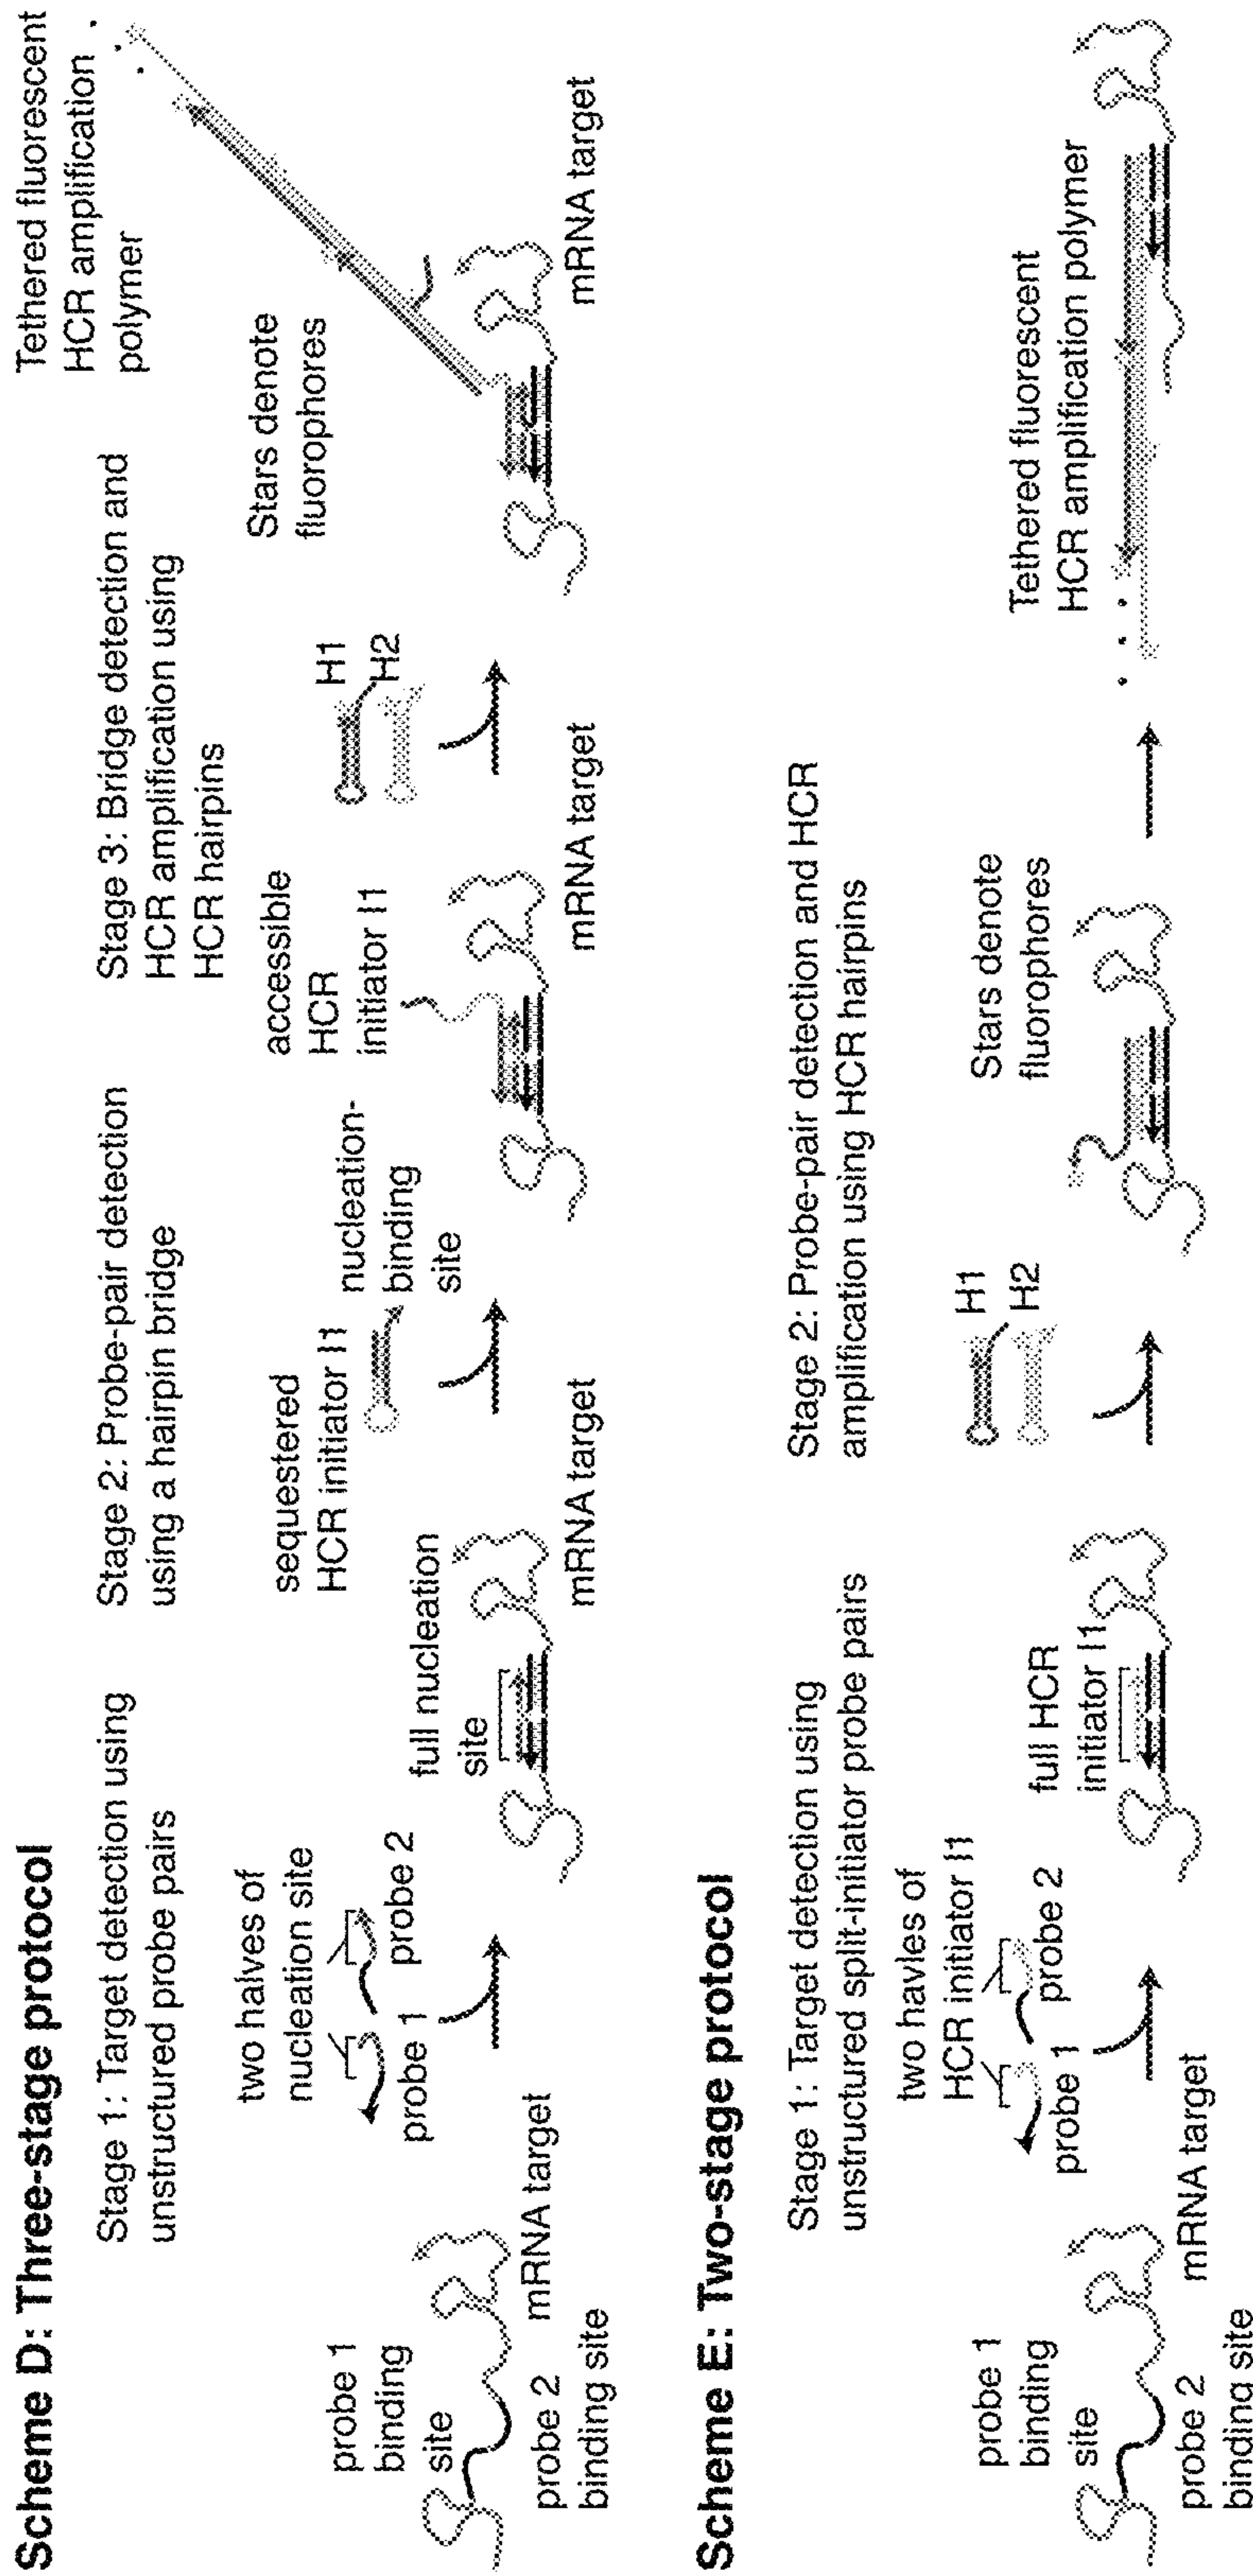 Scheme D: Three-stage protocol
Stage 1: Target detection using
unstructured probe pairs
Stage 2: Probe-pair detection
using a hairpin bridge
Stage 3: Bridge detection and
HCR amplification using
HCR hairpins
Tethered fluorescent
HCR amplification
polymer
probe 1
binding
site
probe 2
binding site
mRNA target
two halves of
nucleation site
probe 1
probe 2
full nucleation
site
mRNA target
sequestered
HCR initiator I1
nucleation-
binding
site
accessible
HCR
initiator I1
mRNA target
H1
H2
Stars denote
fluorophores
mRNA target
Scheme E: Two-stage protocol
Stage 1: Target detection using
unstructured split-initiator probe pairs
Stage 2: Probe-pair detection and HCR
amplification using HCR hairpins
probe 1
binding
site
probe 2
binding site
mRNA target
two havles of
HCR initiator I1
probe 1
probe 2
full HCR
initiator I1
H1
H2
Stars denote
fluorophores
Tethered fluorescent
HCR amplification polymer